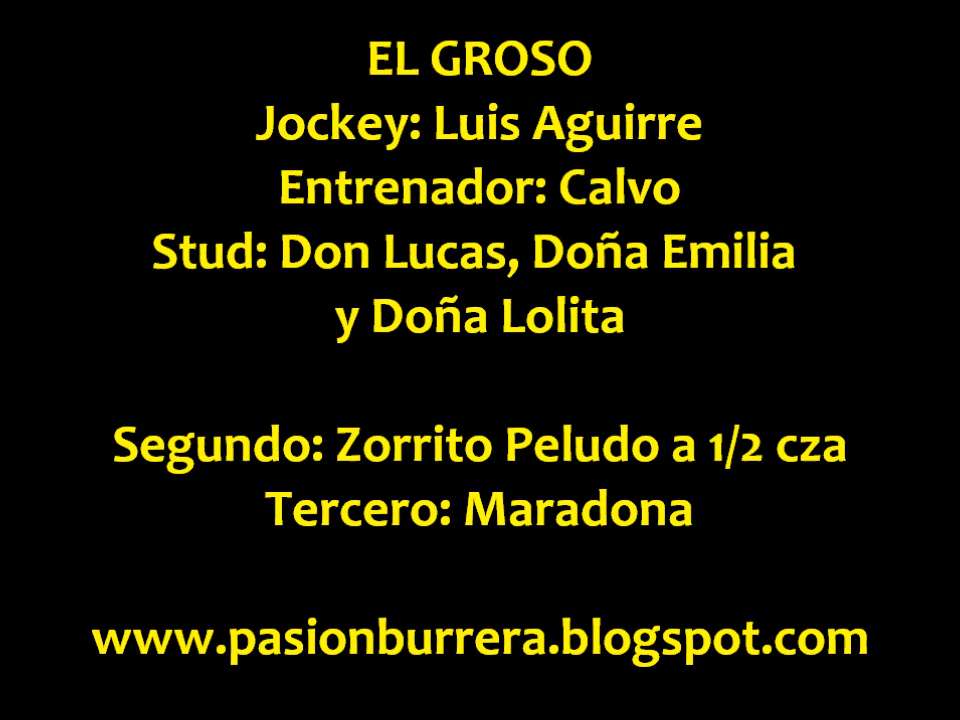 EL GROSO
Jockey: Luis Aguirre
Entrenador: Calvo
Stud: Don Lucas, Doña Emilia
y Doña Lolita
Segundo: Zorrito Peludo a 1/2 cza
Tercero: Maradona
www.pasionburrera.blogspot.com